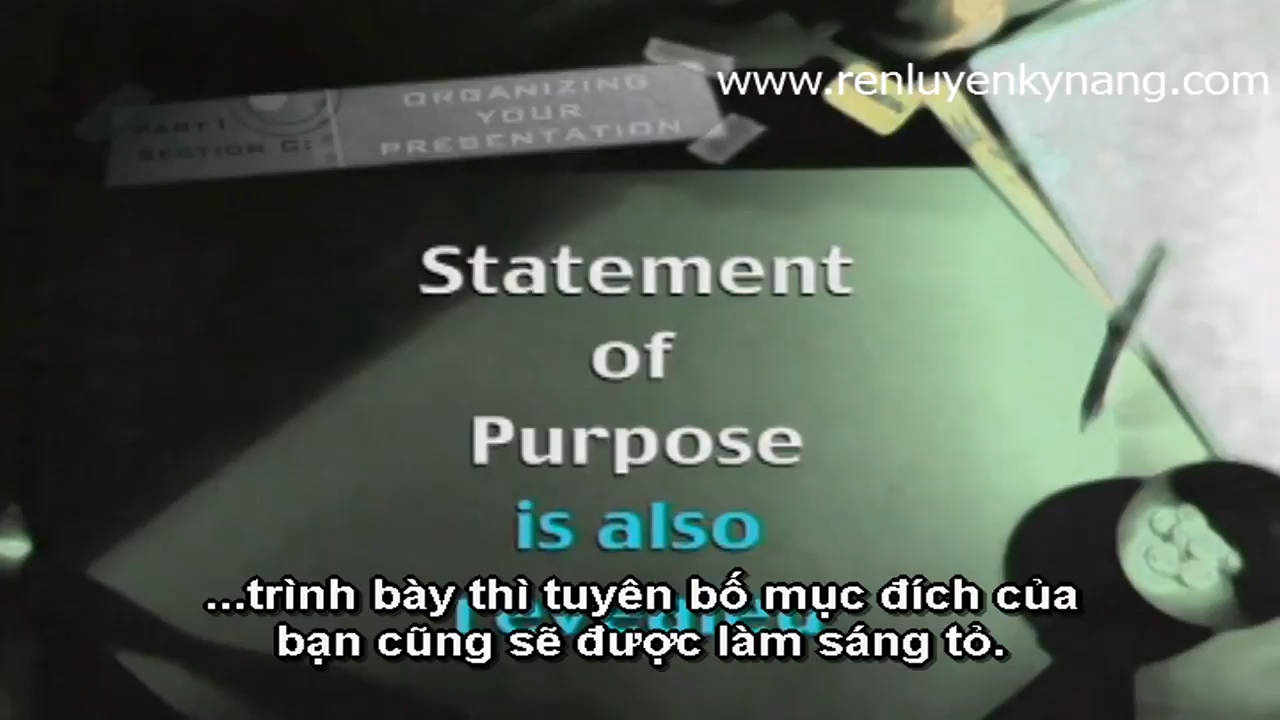 www.renluyenkynang.com
PART I
SECTION C:
ORGANIZING
YOUR
PRESENTATION
Statement
of
Purpose
is also
...trình bày thì tuyên bố mục đích của
bạn cũng sẽ được làm sáng tỏ.